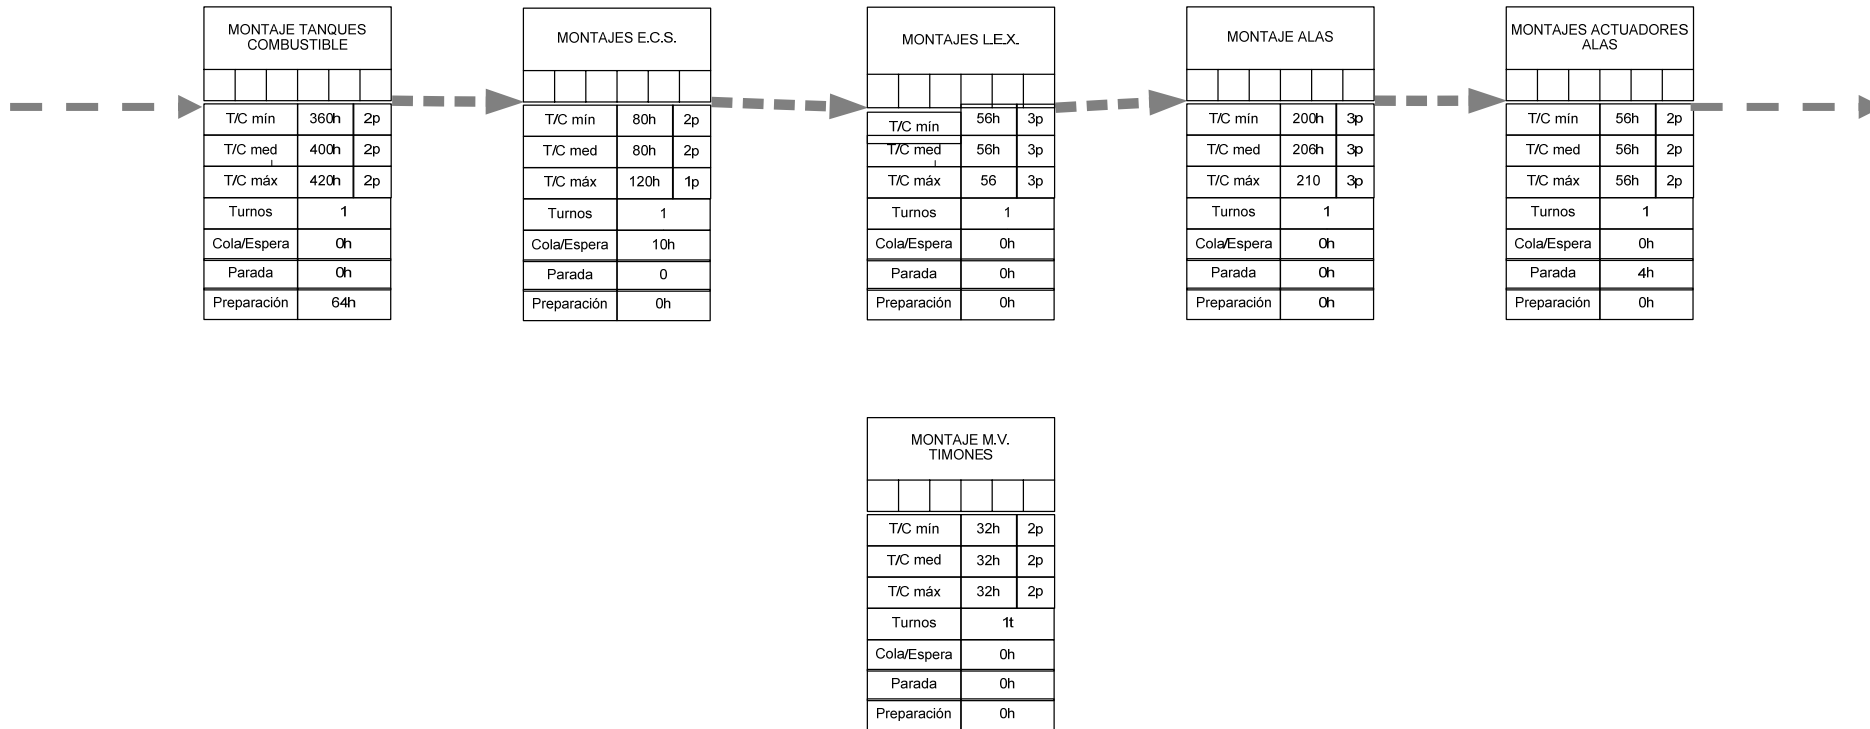 MONTAJE TANQUES
COMBUSTIBLE
T/C mín 360h 2p
T/C med 400h 2p
T/C máx 420h 2p
Turnos 1
Cola/Espera 0h
Parada 0h
Preparación 64h
MONTAJES E.C.S.
T/C mín 80h 2p
T/C med 80h 2p
T/C máx 120h 1p
Turnos 1
Cola/Espera 10h
Parada 0
Preparación 0h
MONTAJES L.E.X.
T/C mín 56h 3p
T/C med 56h 3p
T/C máx 56 3p
Turnos 1
Cola/Espera 0h
Parada 0h
Preparación 0h
MONTAJE ALAS
T/C mín 200h 3p
T/C med 206h 3p
T/C máx 210 3p
Turnos 1
Cola/Espera 0h
Parada 0h
Preparación 0h
MONTAJES ACTUADORES
ALAS
T/C mín 56h 2p
T/C med 56h 2p
T/C máx 56h 2p
Turnos 1
Cola/Espera 0h
Parada 4h
Preparación 0h
MONTAJE M.V.
TIMONES
T/C mín 32h 2p
T/C med 32h 2p
T/C máx 32h 2p
Turnos 1t
Cola/Espera 0h
Parada 0h
Preparación 0h